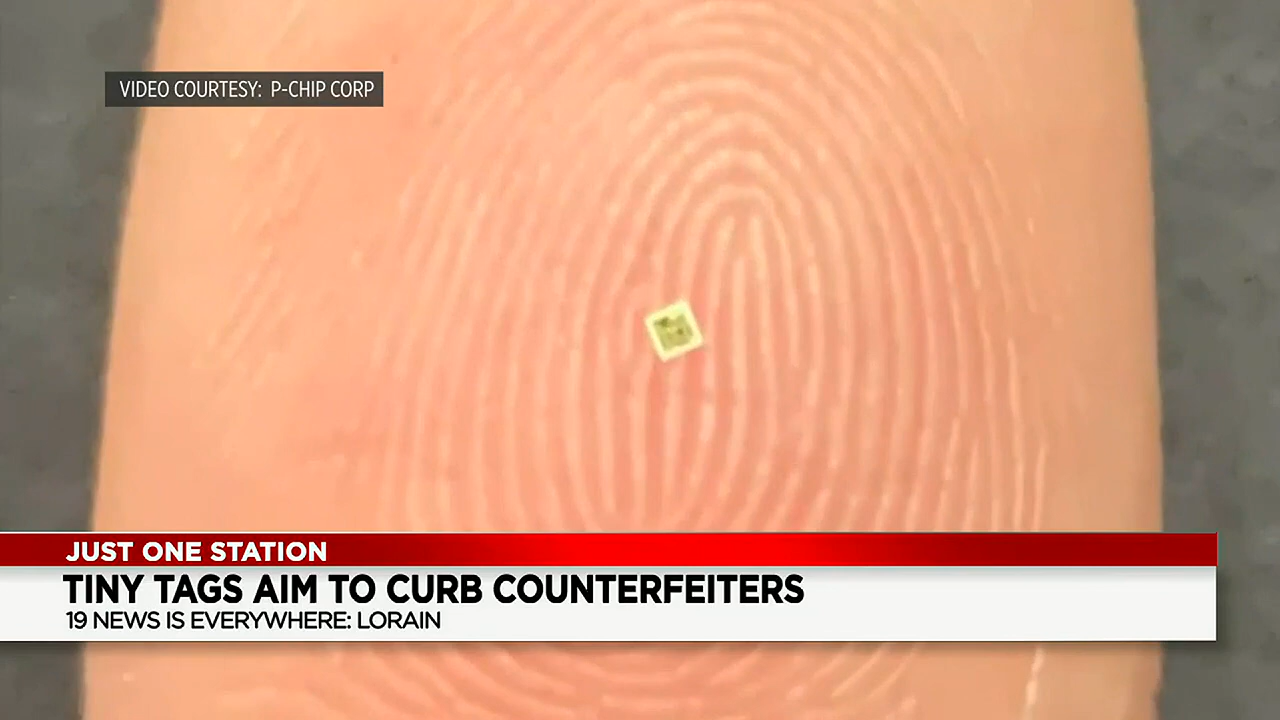 VIDEO COURTESY: P-CHIP CORP
JUST ONE STATION
TINY TAGS AIM TO CURB COUNTERFEITERS
19 NEWS IS EVERYWHERE: LORAIN